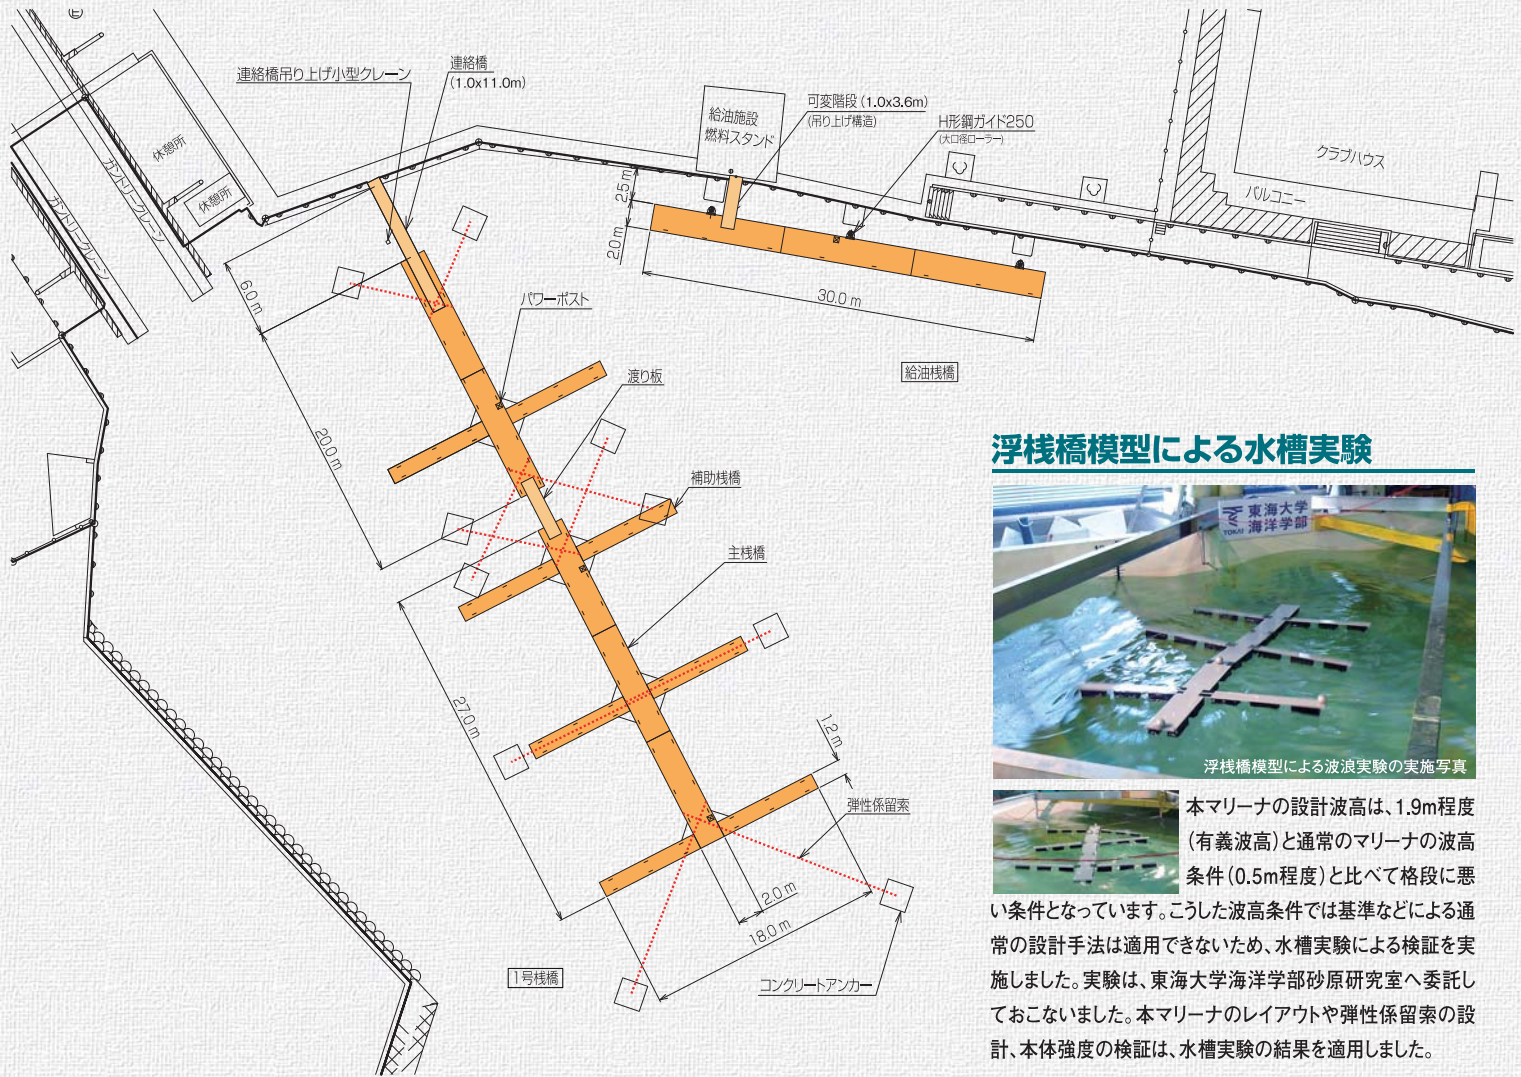 連絡橋吊り上げ小型クレーン
連絡橋
(1.0x11.0m)
給油施設
燃料スタンド
可変階段 (1.0x3.6m)
(吊り上げ構造)
H形鋼ガイド250
(大口径ローラー)
クラブハウス
バルコニー
休憩所
休憩所
ガントリークレーン
ガントリークレーン
2.5 m
2.0 m
30.0 m
給油桟橋
6.0 m
20.0 m
パワーポスト
渡り板
補助桟橋
主桟橋
27.0 m
1.2 m
弾性係留索
2.0 m
18.0 m
コンクリートアンカー
1号桟橋
浮桟橋模型による水槽実験
東海大学
海洋学部
TOKAI
浮桟橋模型による波浪実験の実施写真
本マリーナの設計波高は、1.9m程度
(有義波高)と通常のマリーナの波高
条件(0.5m程度)と比べて格段に悪
い条件となっています。こうした波高条件では基準などによる通
常の設計手法は適用できないため、水槽実験による検証を実
施しました。実験は、東海大学海洋学部砂原研究室へ委託し
ておこないました。本マリーナのレイアウトや弾性係留索の設
計、本体強度の検証は、水槽実験の結果を適用しました。